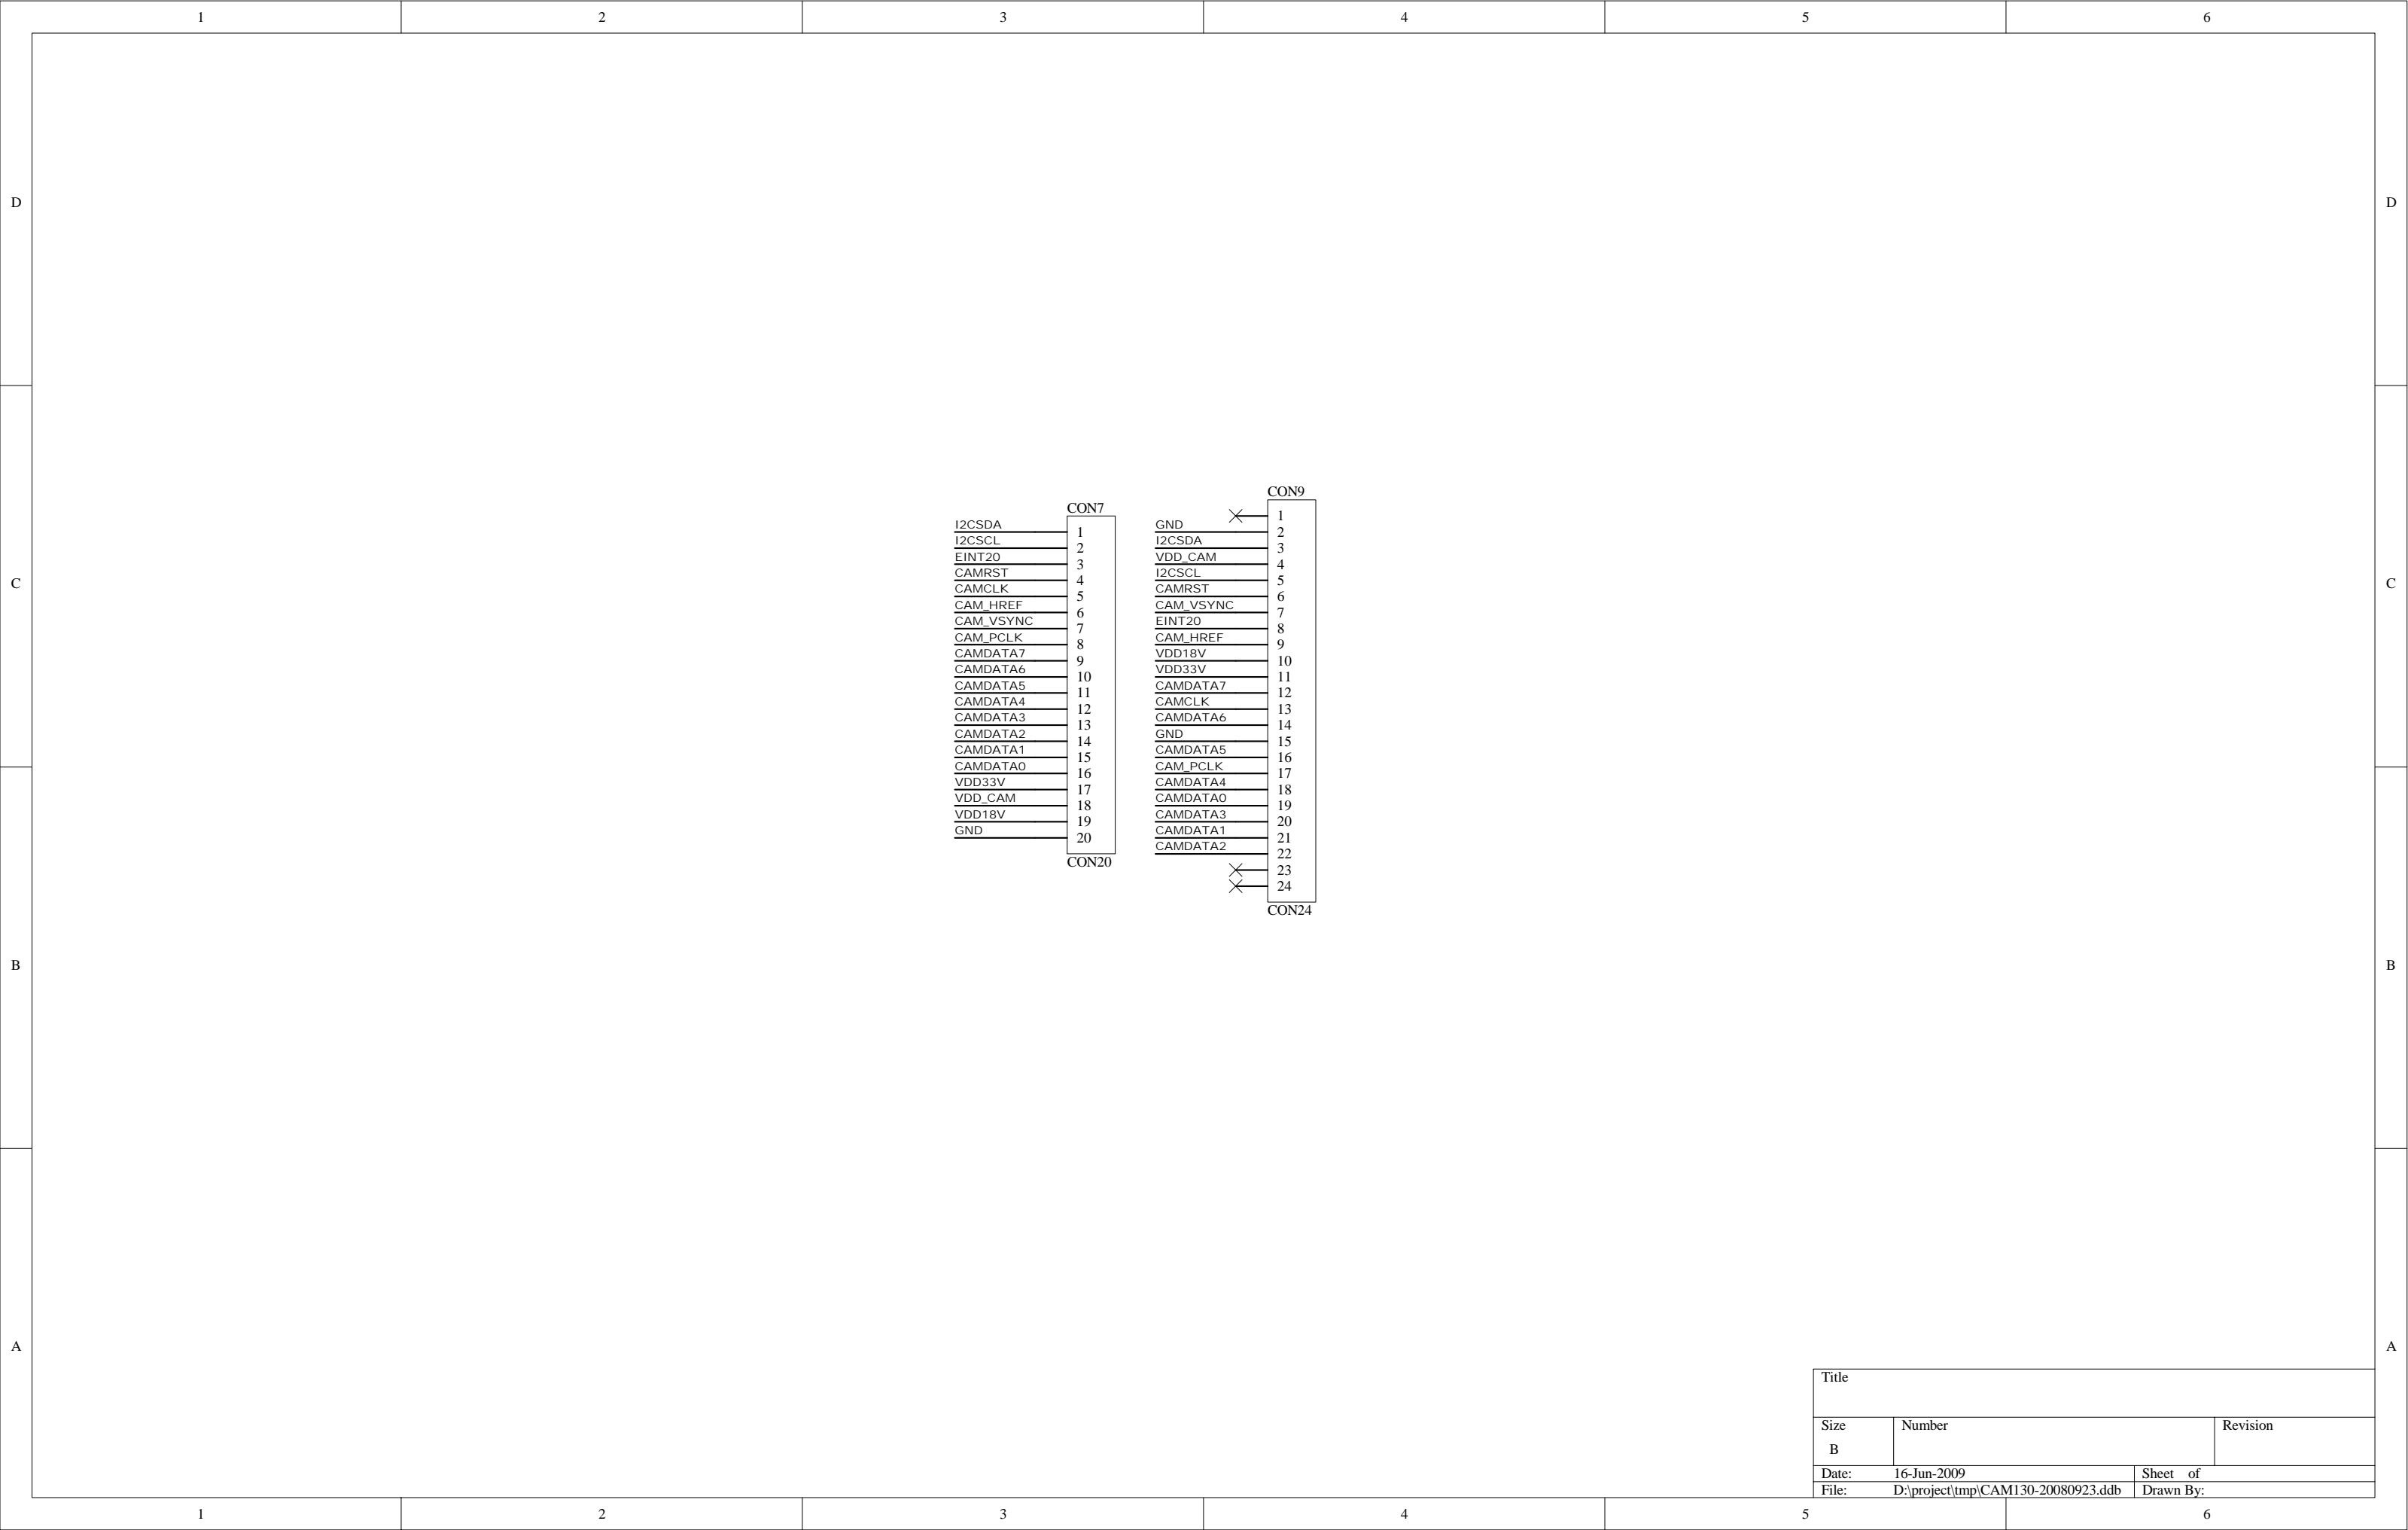 1 2 3 4 5 6
D D
C C
B B
A A
CON7
I2CSDA 1
I2CSCL 2
EINT20 3
CAMRST 4
CAMCLK 5
CAM_HREF 6
CAM_VSYNC 7
CAM_PCLK 8
CAMDATA7 9
CAMDATA6 10
CAMDATA5 11
CAMDATA4 12
CAMDATA3 13
CAMDATA2 14
CAMDATA1 15
CAMDATA0 16
VDD33V 17
VDD_CAM 18
VDD18V 19
GND 20
CON20
CON9
1
GND 2
I2CSDA 3
VDD_CAM 4
I2CSCL 5
CAMRST 6
CAM_VSYNC 7
EINT20 8
CAM_HREF 9
VDD18V 10
VDD33V 11
CAMDATA7 12
CAMCLK 13
CAMDATA6 14
GND 15
CAMDATA5 16
CAM_PCLK 17
CAMDATA4 18
CAMDATA0 19
CAMDATA3 20
CAMDATA1 21
CAMDATA2 22
23
24
CON24
Title
Size Number Revision
B
Date: 16-Jun-2009 Sheet of
File: D:\project\tmp\CAM130-20080923.ddb Drawn By:
1 2 3 4 5 6